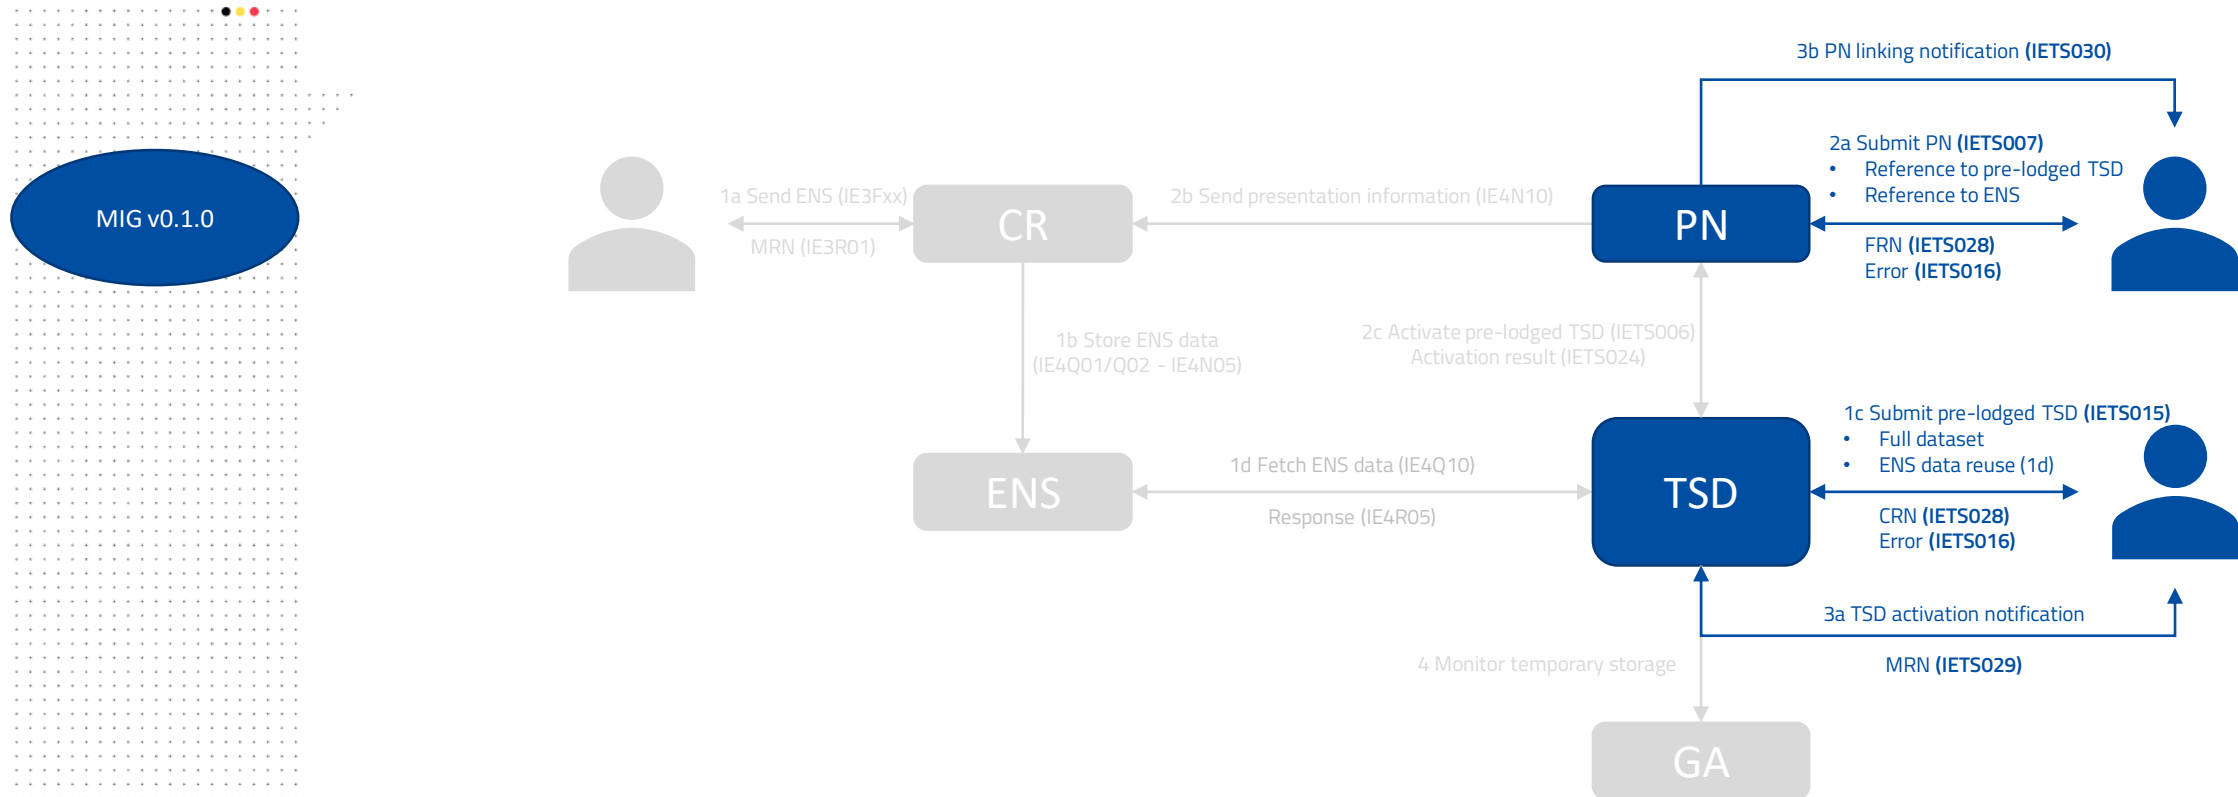 3b PN linking notification (IETS030)
MIG v0.1.0
1a Send ENS (IE3Fxx)
MRN (IE3R01)
CR
2b Send presentation information (IE4N10)
PN
2a Submit PN (IETS007)
• Reference to pre-lodged TSD
• Reference to ENS
FRN (IETS028)
Error (IETS016)
1b Store ENS data
(IE4Q01/Q02 - IE4N05)
2c Activate pre-lodged TSD (IETS006)
Activation result (IETS024)
ENS
1d Fetch ENS data (IE4Q10)
Response (IE4R05)
TSD
1c Submit pre-lodged TSD (IETS015)
• Full dataset
• ENS data reuse (1d)
CRN (IETS028)
Error (IETS016)
3a TSD activation notification
MRN (IETS029)
4 Monitor temporary storage
GA